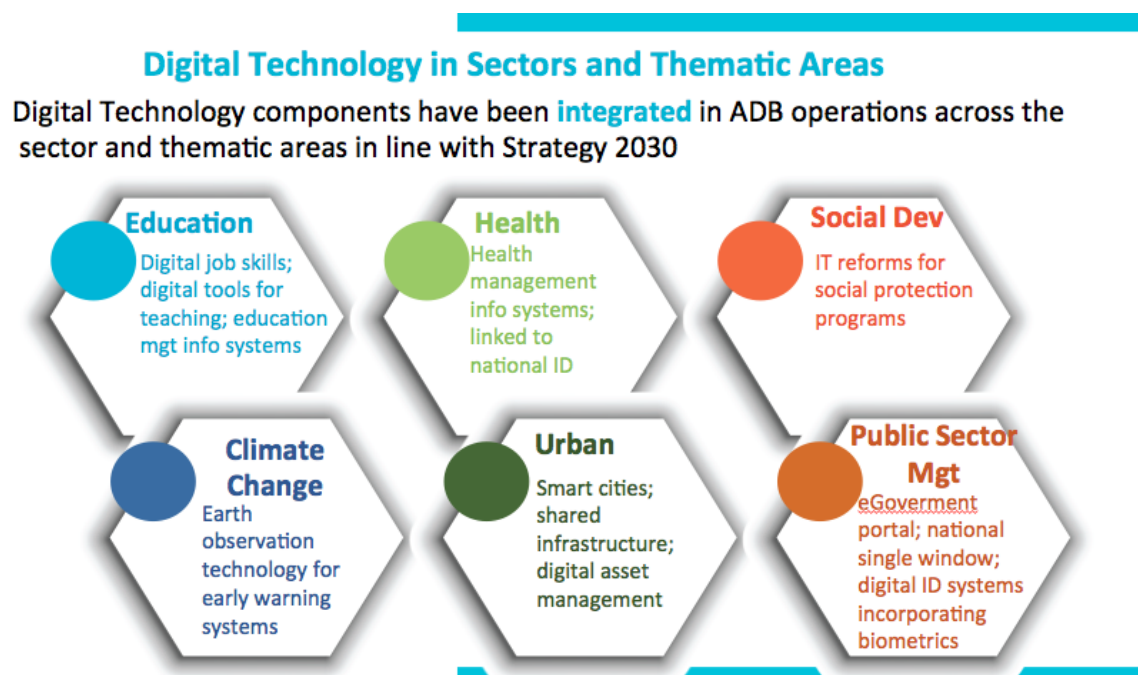 Digital Technology in Sectors and Thematic Areas
Digital Technology components have been integrated in ADB operations across the
sector and thematic areas in line with Strategy 2030
Education
Digital job skills;
digital tools for
teaching; education
mgt info systems
Health
Health
management
info systems;
linked to
national ID
Social Dev
IT reforms for
social protection
programs
Climate
Change
Earth
observation
technology for
early warning
systems
Urban
Smart cities;
shared
infrastructure;
digital asset
management
Public Sector
Mgt
eGoverment
portal; national
single window;
digital ID systems
incorporating
biometrics